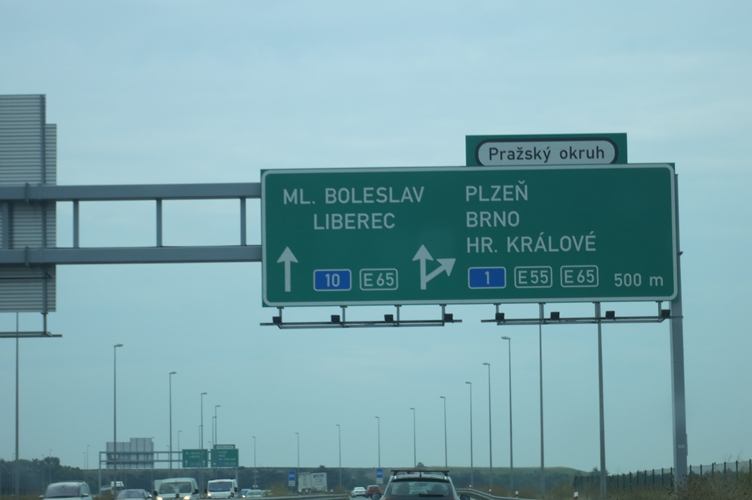 Pražský okruh
ML. BOLESLAV
LIBEREC
10 E65
PLZEŇ
BRNO
HR. KRÁLOVÉ
1 E55 E65 500 m